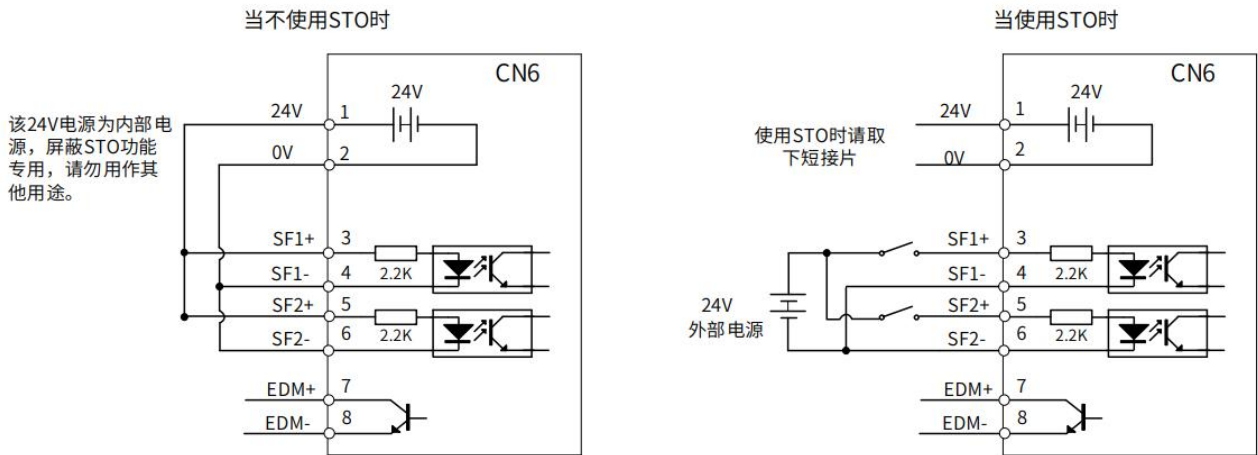 当不使用STO时
CN6
24V
24V
1
0V
2
该24V电源为内部电
源，屏蔽STO功能
专用，请勿用作其
他用途。
SF1+
3
2.2K
SF1-
4
SF2+
5
2.2K
SF2-
6
EDM+
7
EDM-
8
当使用STO时
CN6
24V
24V
1
0V
2
使用STO时请取
下短接片
SF1+
3
2.2K
SF1-
4
SF2+
5
2.2K
SF2-
6
24V
外部电源
EDM+
7
EDM-
8